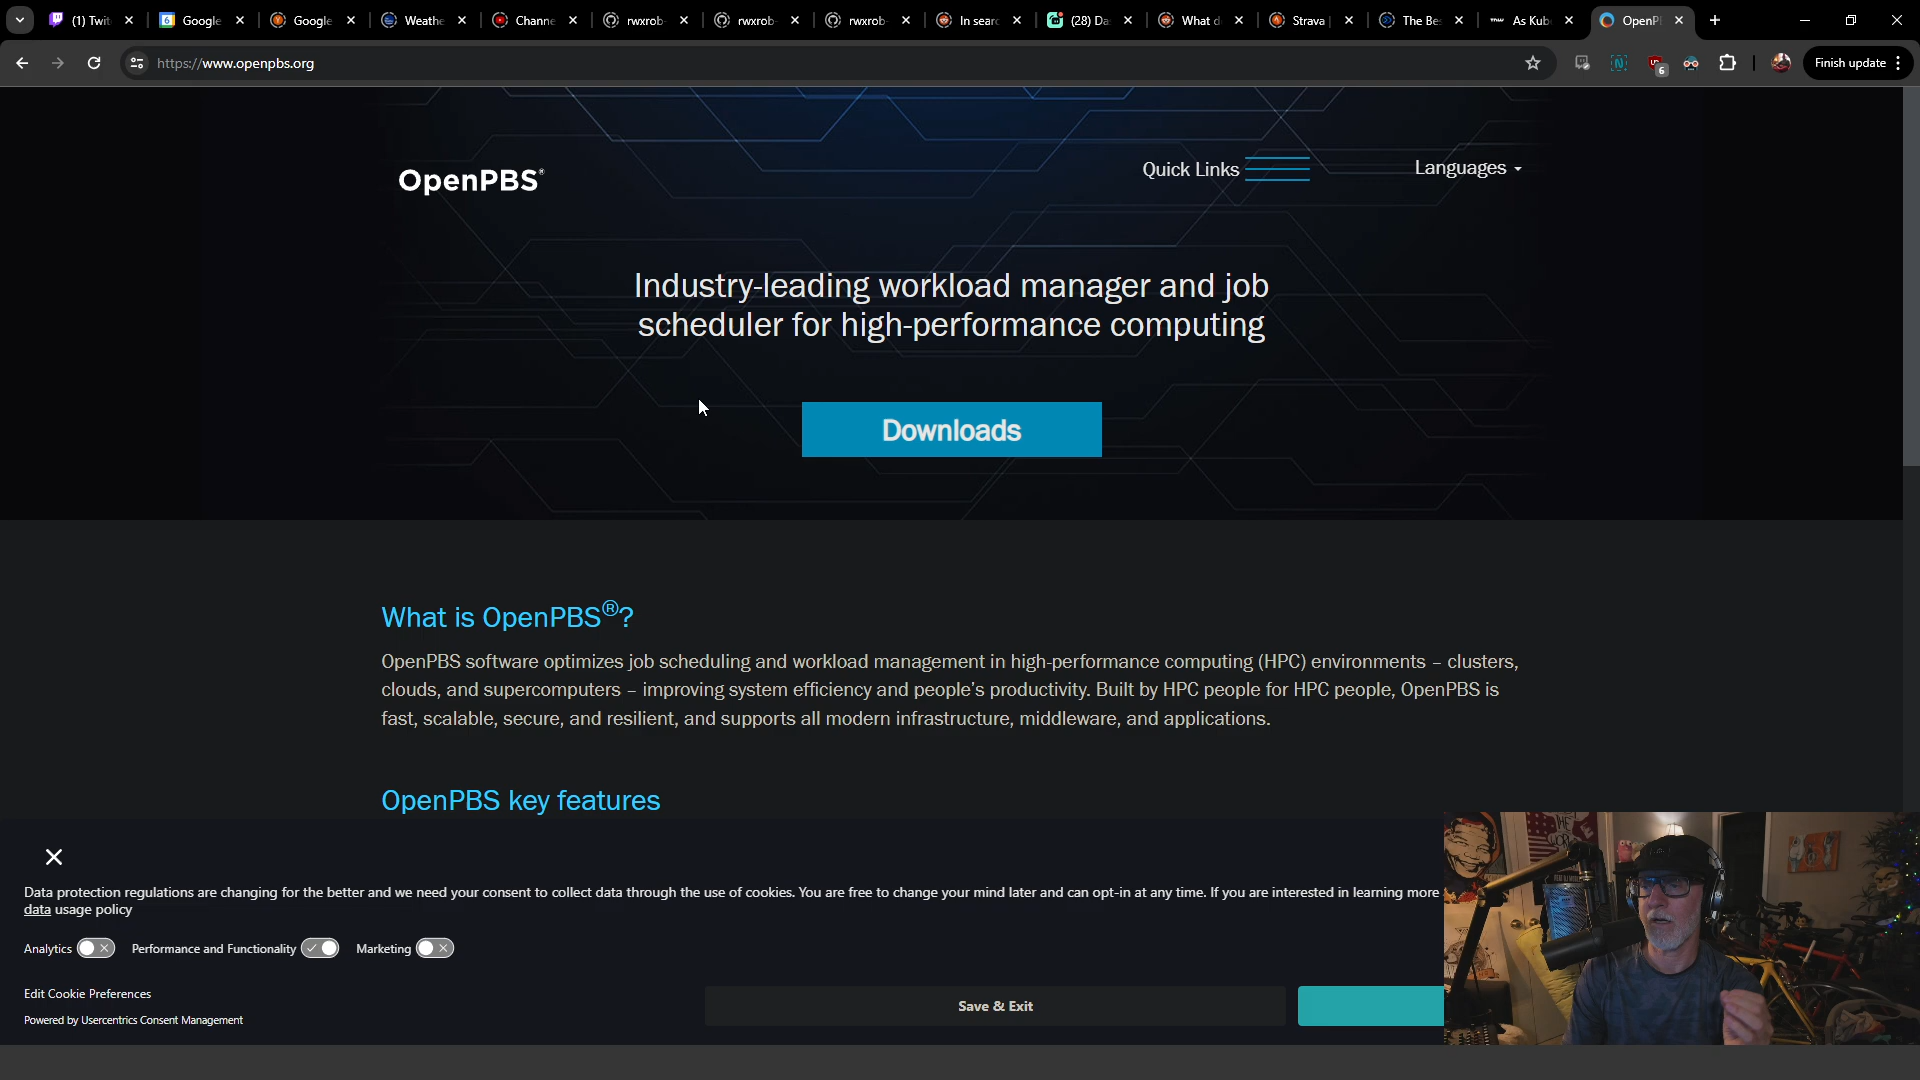 (1) Twit
Google
Google
Weathe
Channe
rwxrob-
rwxrob-
rwxrob-
In searc
(28) Da
What d
Strava |
The Be
As Kub
OpenP
https://www.openpbs.org
6
Finish update
OpenPBS®
Quick Links
Languages
Industry-leading workload manager and job
scheduler for high-performance computing
Downloads
What is OpenPBS®?
OpenPBS software optimizes job scheduling and workload management in high-performance computing (HPC) environments – clusters,
clouds, and supercomputers – improving system efficiency and people's productivity. Built by HPC people for HPC people, OpenPBS is
fast, scalable, secure, and resilient, and supports all modern infrastructure, middleware, and applications.
OpenPBS key features
Data protection regulations are changing for the better and we need your consent to collect data through the use of cookies. You are free to change your mind later and can opt-in at any time. If you are interested in learning more
data usage policy
Analytics
Performance and Functionality
Marketing
Edit Cookie Preferences
Powered by Usercentrics Consent Management
Save & Exit